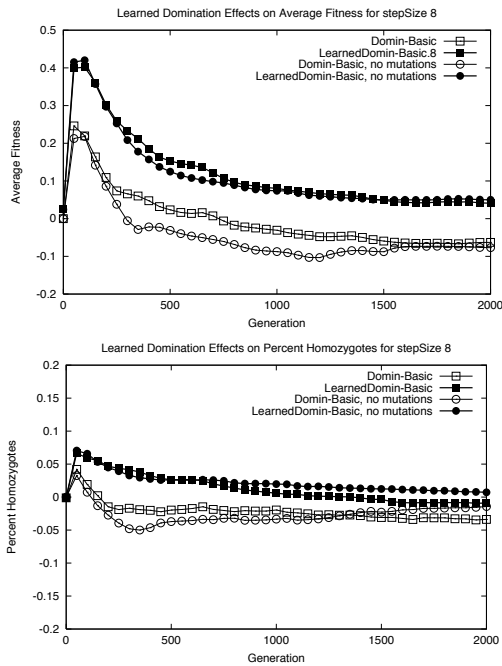 Learned Domination Effects on Average Fitness for stepSize 8
Domin-Basic
LearnedDomin-Basic.8
Domin-Basic, no mutations
LearnedDomin-Basic, no mutations
0.5
0.4
0.3
0.2
0.1
0
-0.1
-0.2
Average Fitness
0 500 1000 1500 2000
Generation
Learned Domination Effects on Percent Homozygotes for stepSize 8
Domin-Basic
LearnedDomin-Basic
Domin-Basic, no mutations
LearnedDomin-Basic, no mutations
0.2
0.15
0.1
0.05
0
-0.05
-0.1
-0.15
-0.2
Percent Homozygotes
0 500 1000 1500 2000
Generation